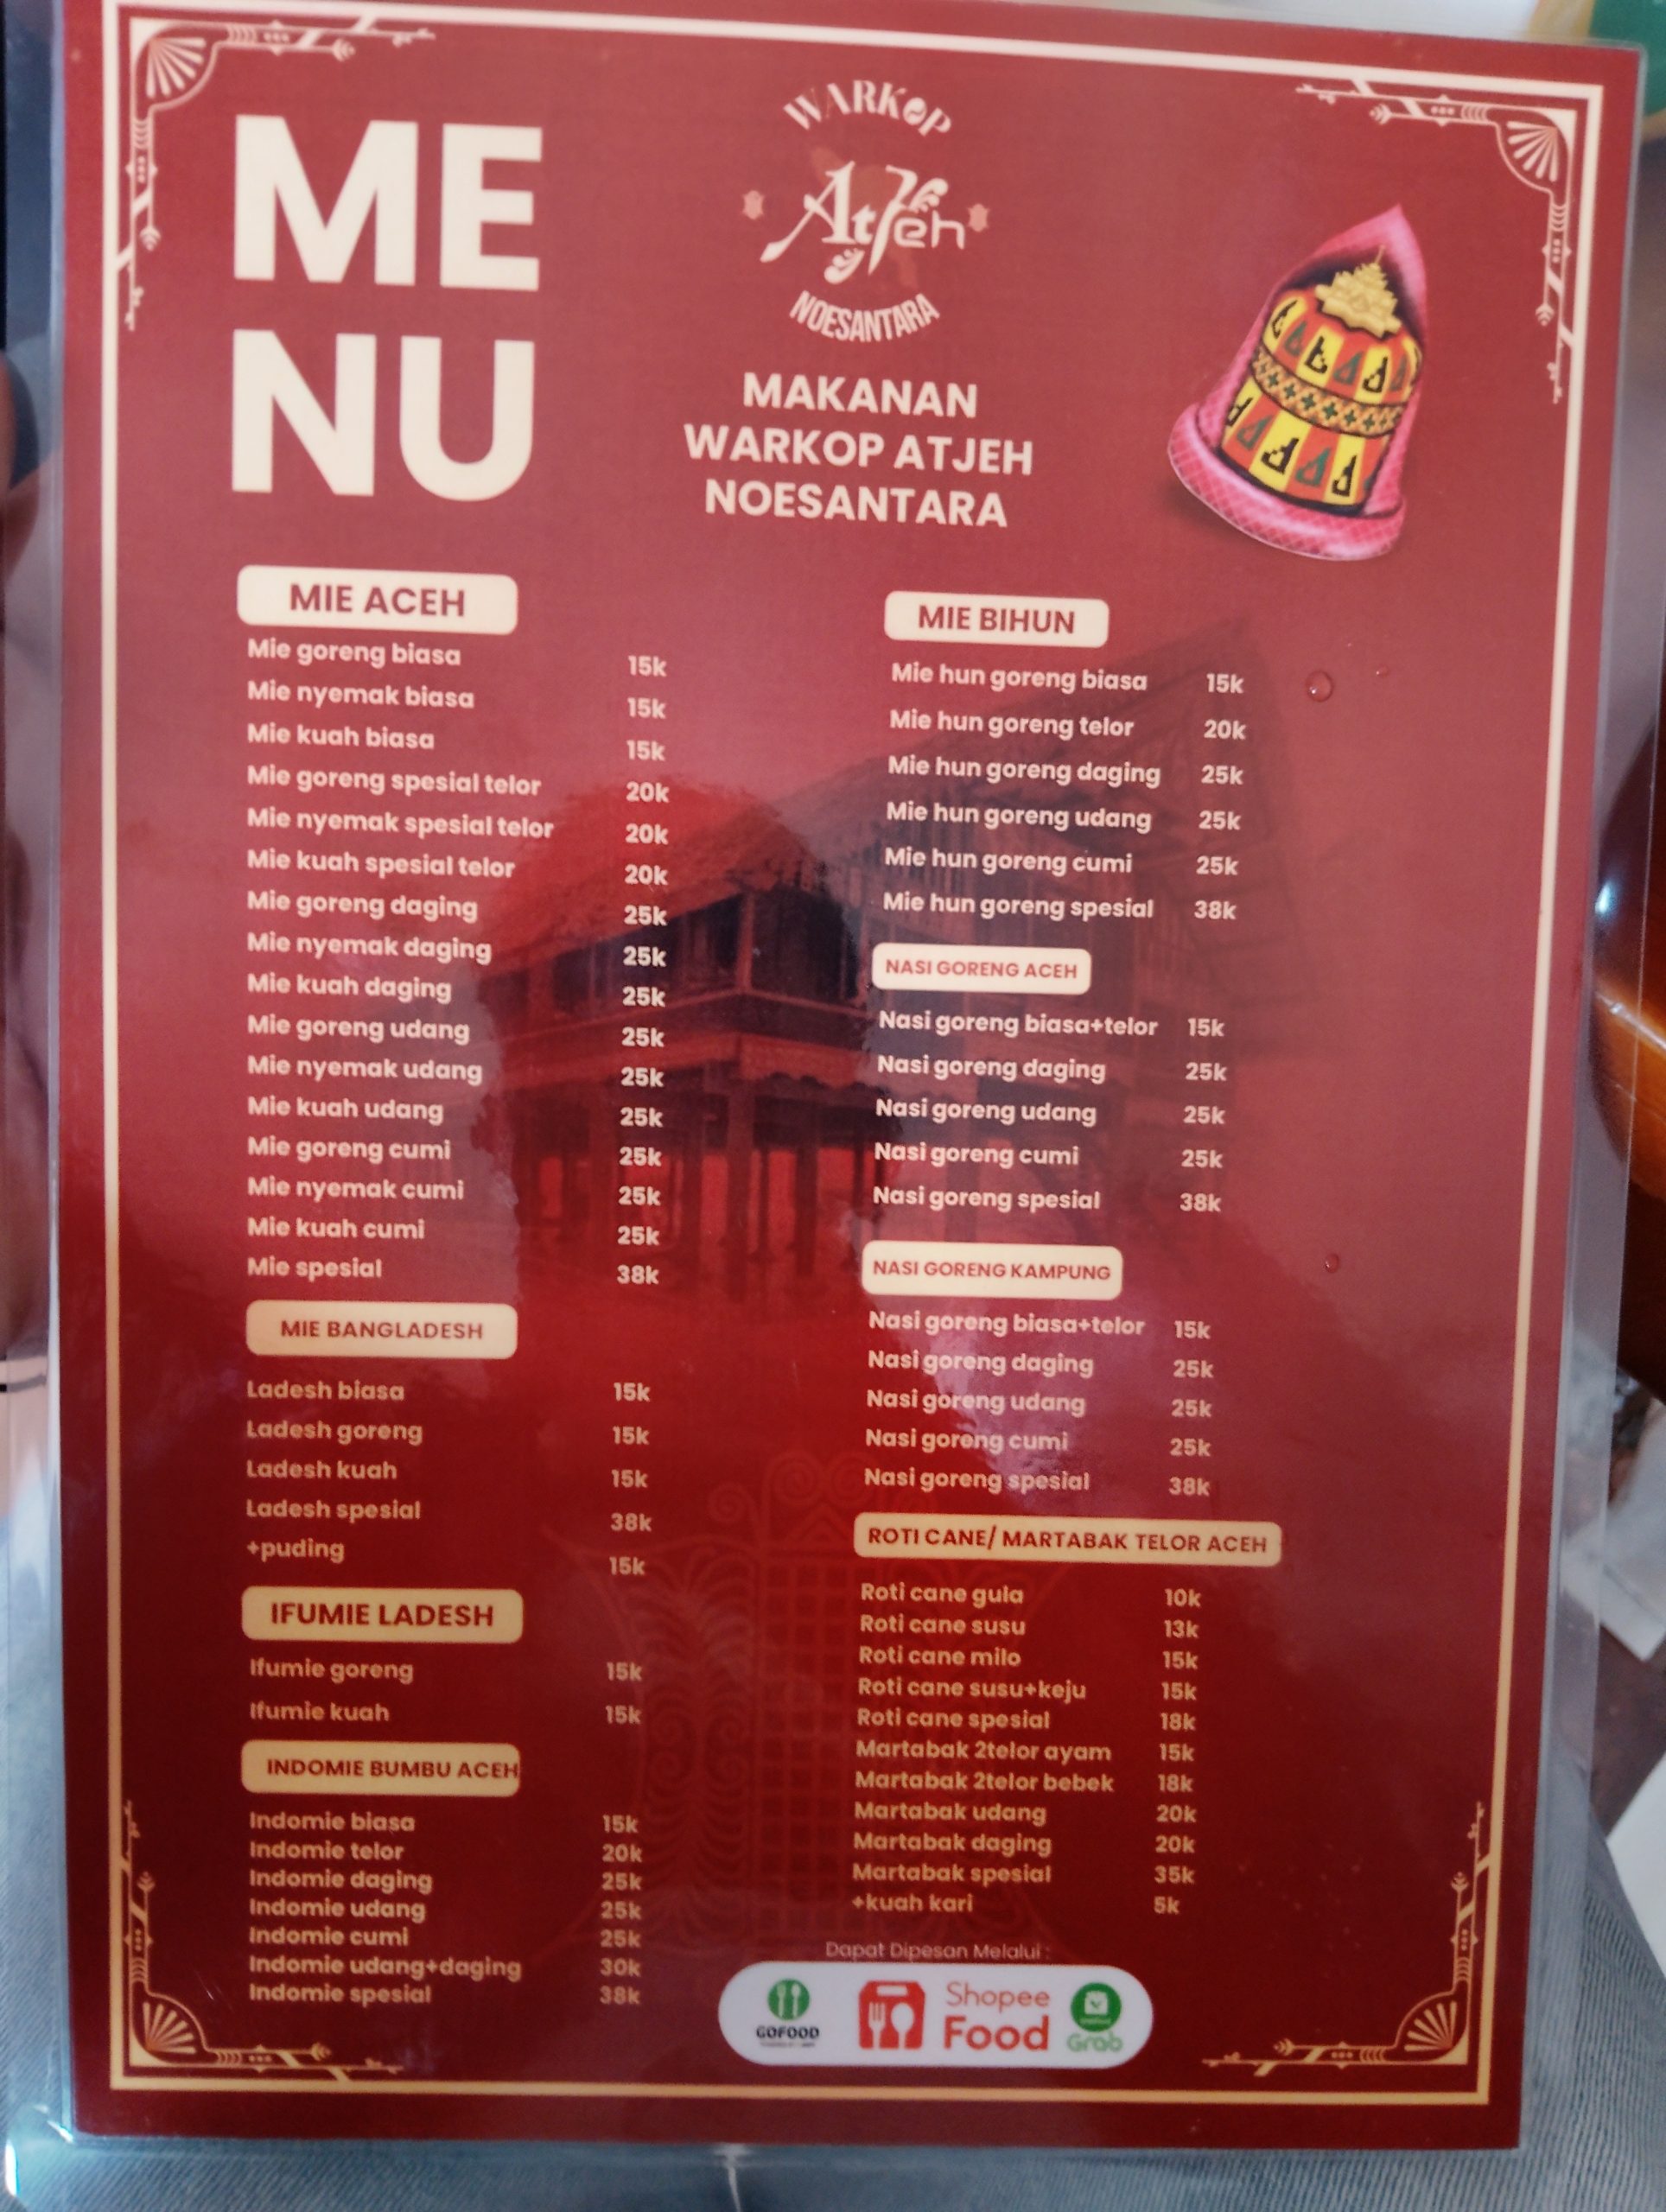 ME
NU
WARKOP
Atjeh
NOESANTARA
MAKANAN
WARKOP ATJEH
NOESANTARA
MIE ACEH
Mie goreng biasa 15k
Mie nyemak biasa 15k
Mie kuah biasa 15k
Mie goreng spesial telor 20k
Mie nyemak spesial telor 20k
Mie kuah spesial telor 20k
Mie goreng daging 25k
Mie nyemak daging 25k
Mie kuah daging 25k
Mie goreng udang 25k
Mie nyemak udang 25k
Mie kuah udang 25k
Mie goreng cumi 25k
Mie nyemak cumi 25k
Mie kuah cumi 25k
Mie spesial 38k
MIE BANGLADESH
Ladesh biasa 15k
Ladesh goreng 15k
Ladesh kuah 15k
Ladesh spesial 38k
+puding 15k
IFUMIE LADESH
Ifumie goreng 15k
Ifumie kuah 15k
INDOMIE BUMBU ACEH
Indomie biasa 15k
Indomie telor 20k
Indomie daging 25k
Indomie udang 25k
Indomie cumi 25k
Indomie udang+daging 30k
Indomie spesial 38k
MIE BIHUN
Mie hun goreng biasa 15k
Mie hun goreng telor 20k
Mie hun goreng daging 25k
Mie hun goreng udang 25k
Mie hun goreng cumi 25k
Mie hun goreng spesial 38k
NASI GORENG ACEH
Nasi goreng biasa+telor 15k
Nasi goreng daging 25k
Nasi goreng udang 25k
Nasi goreng cumi 25k
Nasi goreng spesial 38k
NASI GORENG KAMPUNG
Nasi goreng biasa+telor 15k
Nasi goreng daging 25k
Nasi goreng udang 25k
Nasi goreng cumi 25k
Nasi goreng spesial 38k
ROTI CANE/ MARTABAK TELOR ACEH
Roti cane gula 10k
Roti cane susu 13k
Roti cane milo 15k
Roti cane susu+keju 15k
Roti cane spesial 18k
Martabak 2telor ayam 15k
Martabak 2telor bebek 18k
Martabak udang 20k
Martabak daging 20k
Martabak spesial 35k
+kuah kari 5k
Dapat Dipesan Melalui :
GOFOOD
Shopee
Food
Grab